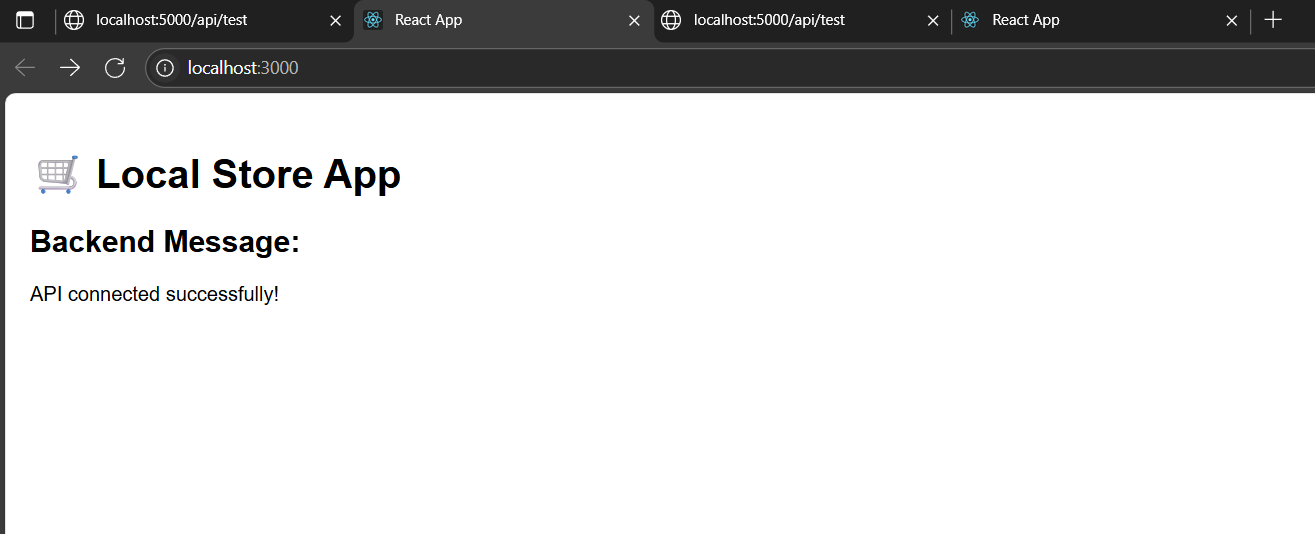 localhost:5000/api/test
React App
localhost:5000/api/test
React App
localhost:3000
Local Store App
Backend Message:
API connected successfully!